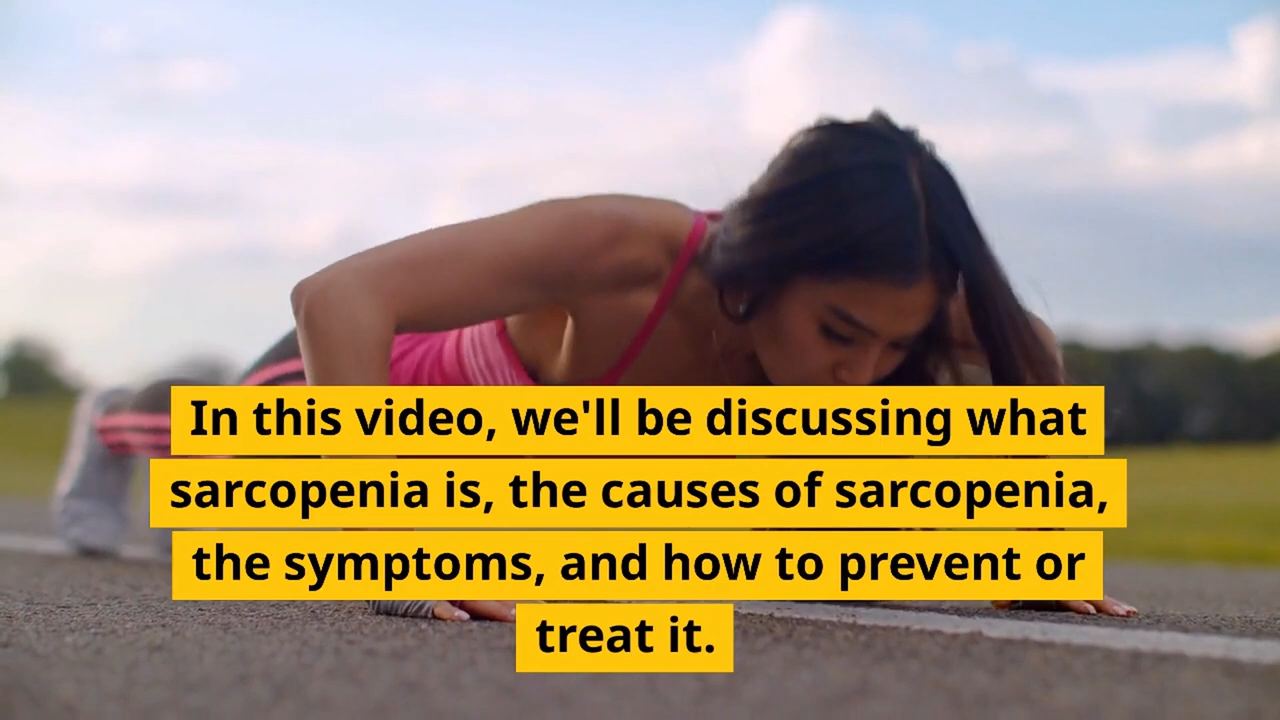 In this video, we'll be discussing what
sarcopenia is, the causes of sarcopenia,
the symptoms, and how to prevent or
treat it.